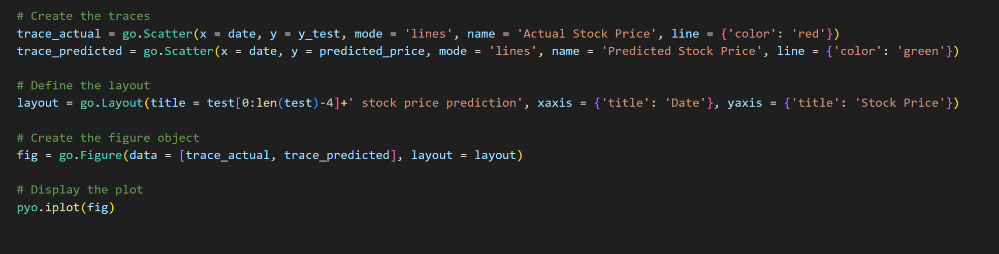 # Create the traces
trace_actual = go.Scatter(x = date, y = y_test, mode = 'lines', name = 'Actual Stock Price', line = {'color': 'red'})
trace_predicted = go.Scatter(x = date, y = predicted_price, mode = 'lines', name = 'Predicted Stock Price', line = {'color': 'green'})
# Define the layout
layout = go.Layout(title = test[0:len(test)-4]+' stock price prediction', xaxis = {'title': 'Date'}, yaxis = {'title': 'Stock Price'})
# Create the figure object
fig = go.Figure(data = [trace_actual, trace_predicted], layout = layout)
# Display the plot
pyo.iplot(fig)